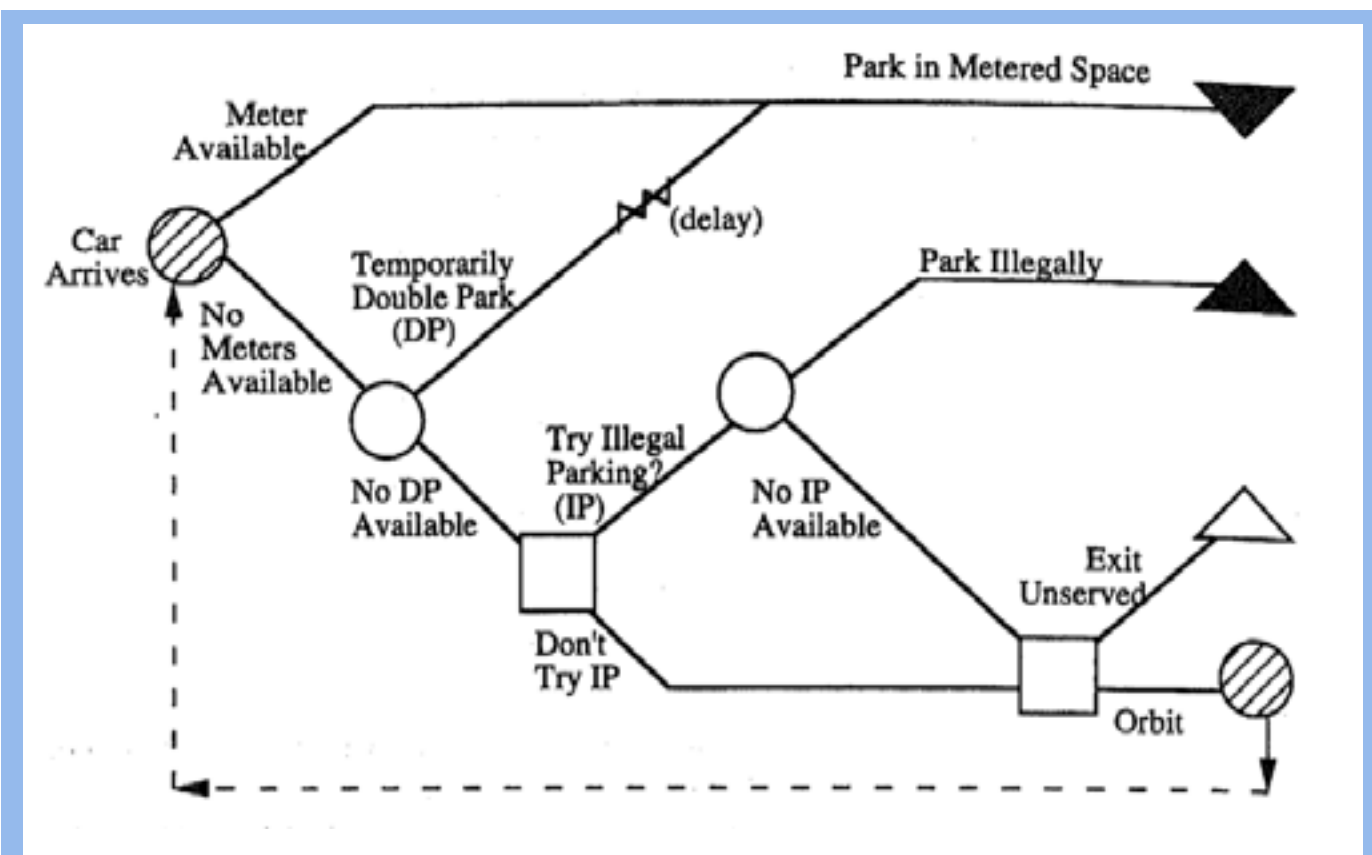 Park in Metered Space
Meter
Available
(delay)
Car
Arrives
Temporarily
Double Park
(DP)
Park Illegally
No
Meters
Available
Try Illegal
Parking?
(IP)
No DP
Available
No IP
Available
Exit
Unserved
Don't
Try IP
Orbit